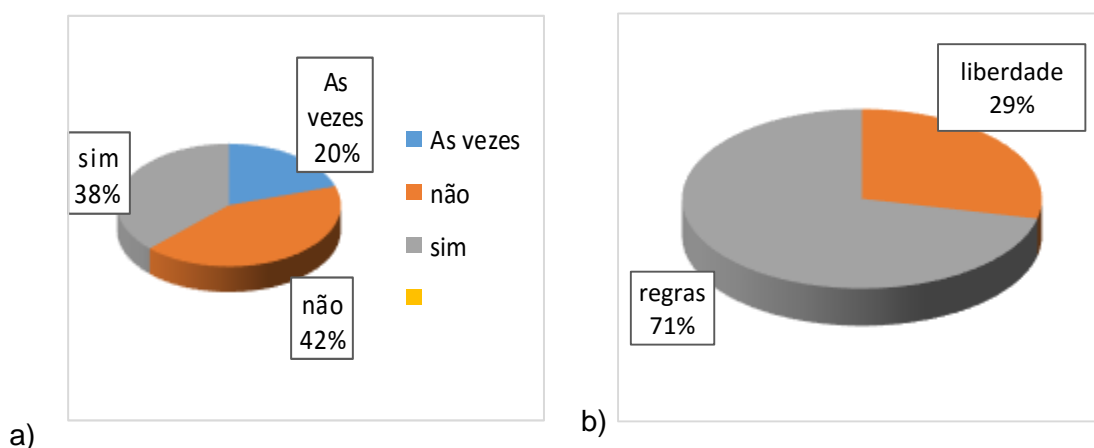 As
vezes
20%
sim
38%
não
42%
As vezes
não
sim
a)
liberdade
29%
regras
71%
b)